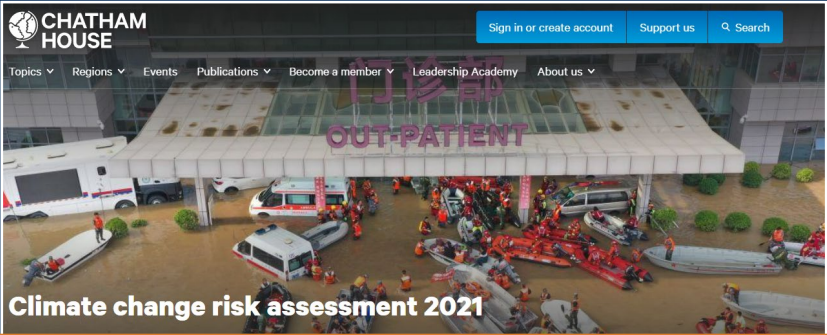 CHATHAM
HOUSE
Sign in or create account
Support us
Search
Topics
Regions
Events
Publications
Become a member
Leadership Academy
About us
门诊部
OUT-PATIENT
Climate change risk assessment 2021